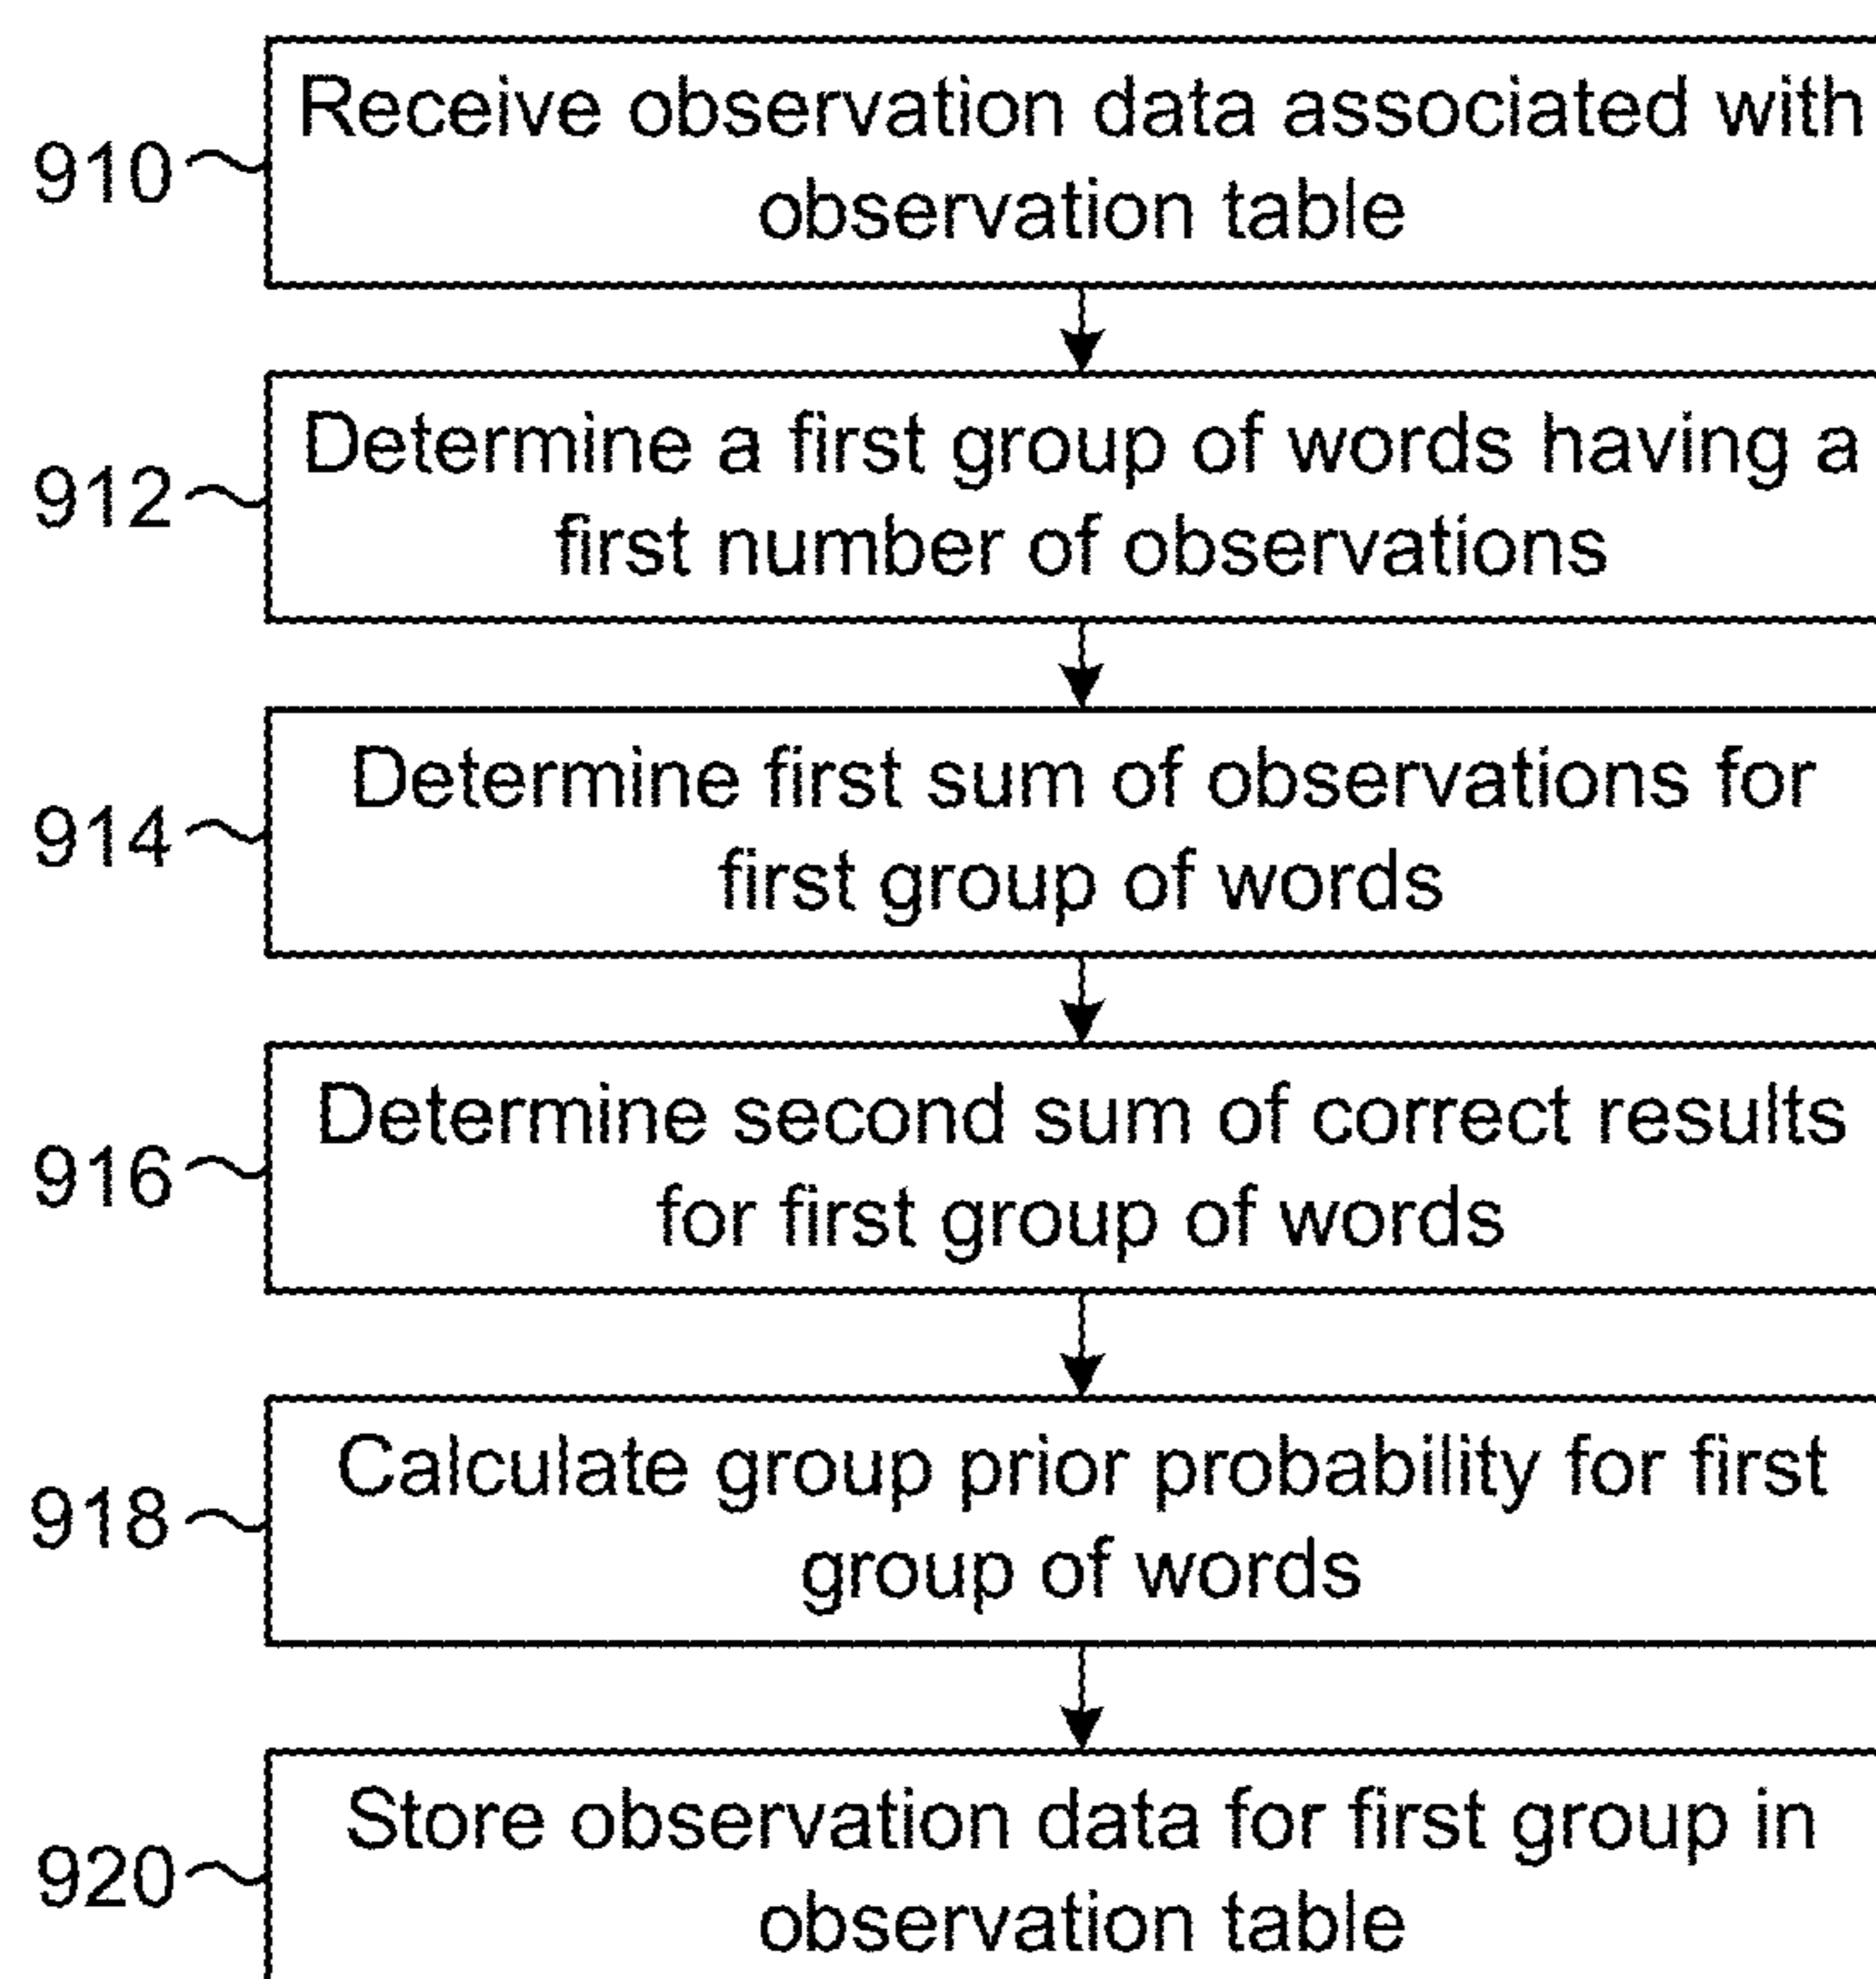 Receive observation data associated with
910
observation table
Determine a first group of words having a
912
first number of observations
Determine first sum of observations for
914
first group of words
Determine second sum of correct results
916
for first group of words
Calculate group prior probability for first
918
group of words
Store observation data for first group in
920
observation table